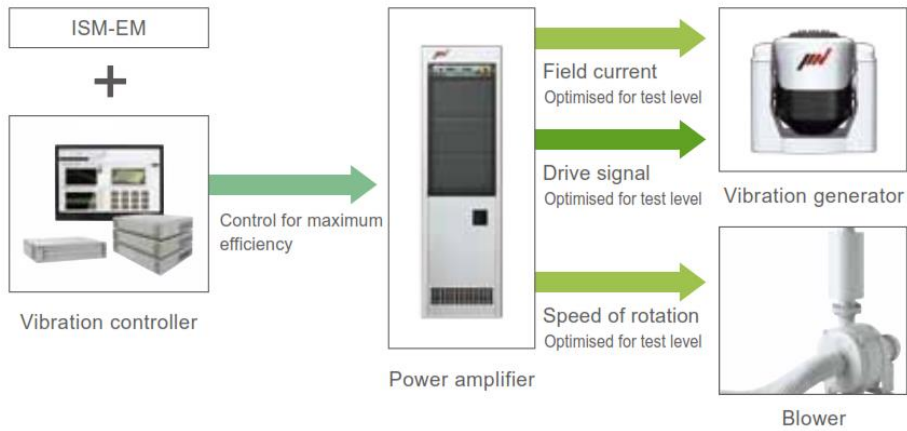 ISM-EM
+
Vibration controller
Control for maximum
efficiency
Power amplifier
Field current
Optimised for test level
Drive signal
Optimised for test level
Speed of rotation
Optimised for test level
Vibration generator
Blower